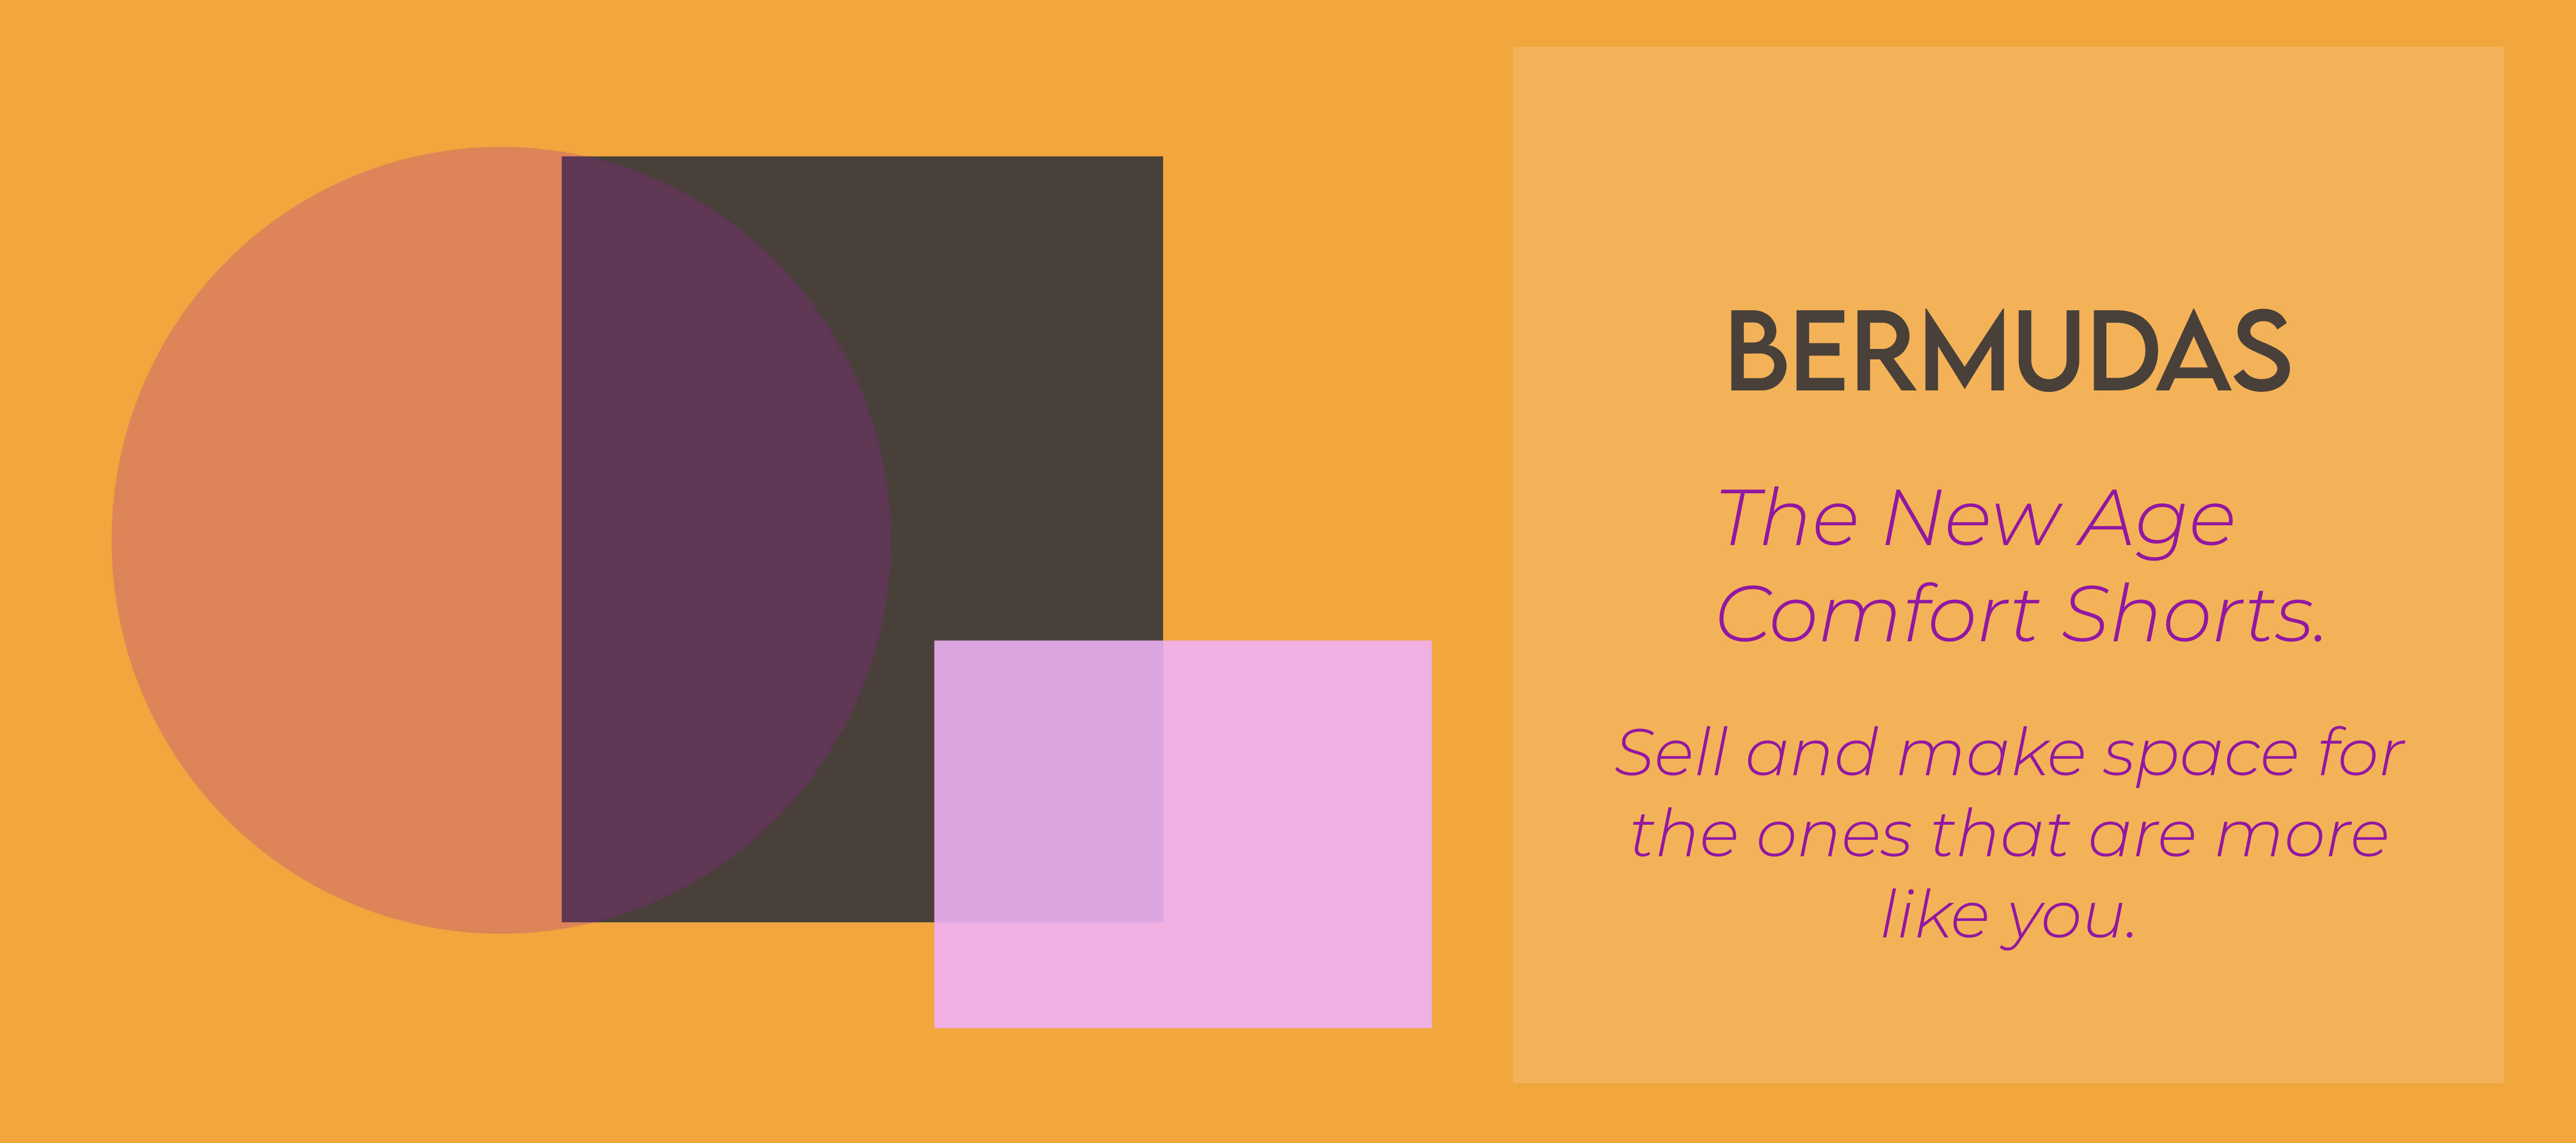 BERMUDAS
The New Age
Comfort Shorts.
Sell and make space for
the ones that are more
like you.